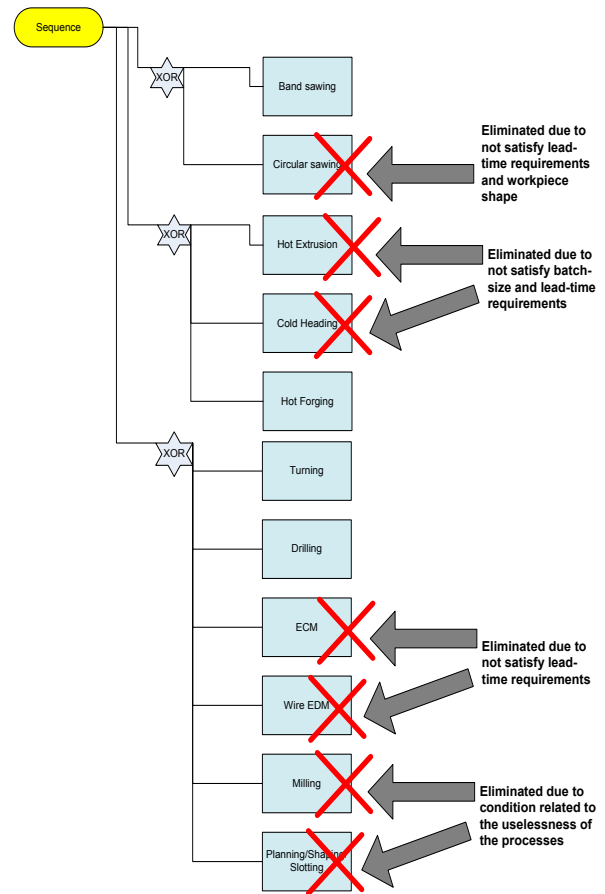 Sequence
XOR
Band sawing
Circular sawing
Eliminated due to
not satisfy lead-
time requirements
and workpiece
shape
XOR
Hot Extrusion
Cold Heading
Eliminated due to
not satisfy batch-
size and lead-time
requirements
Hot Forging
XOR
Turning
Drilling
ECM
Wire EDM
Eliminated due to
not satisfy lead-
time requirements
Milling
Planning/Shaping/
Slotting
Eliminated due to
condition related to
the uselessness of
the processes